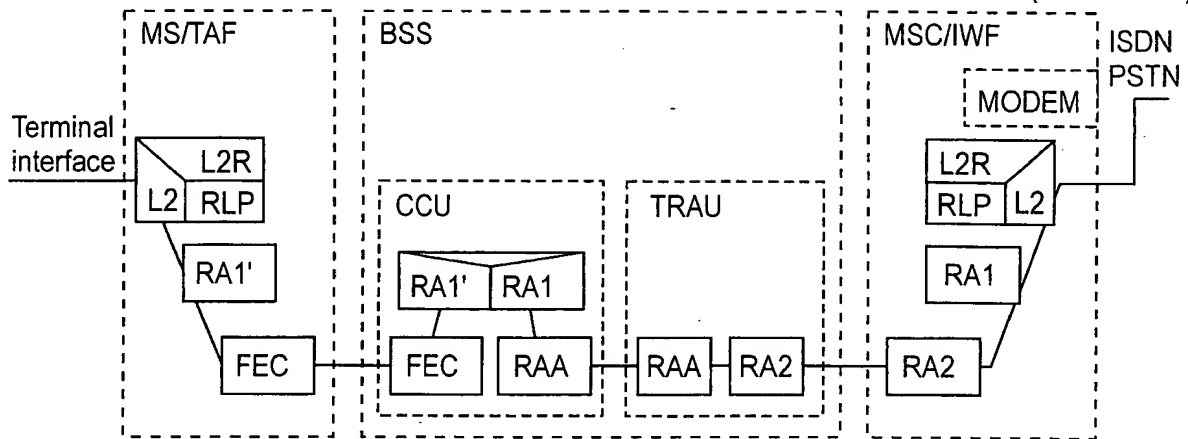 MS/TAF
BSS
MSC/IWF
ISDN
PSTN
MODEM
Terminal
interface
L2R
L2
RLP
L2R
RLP
L2
CCU
TRAU
RA1'
RA1'
RA1
RA1
FEC
FEC
RAA
RAA
RA2
RA2